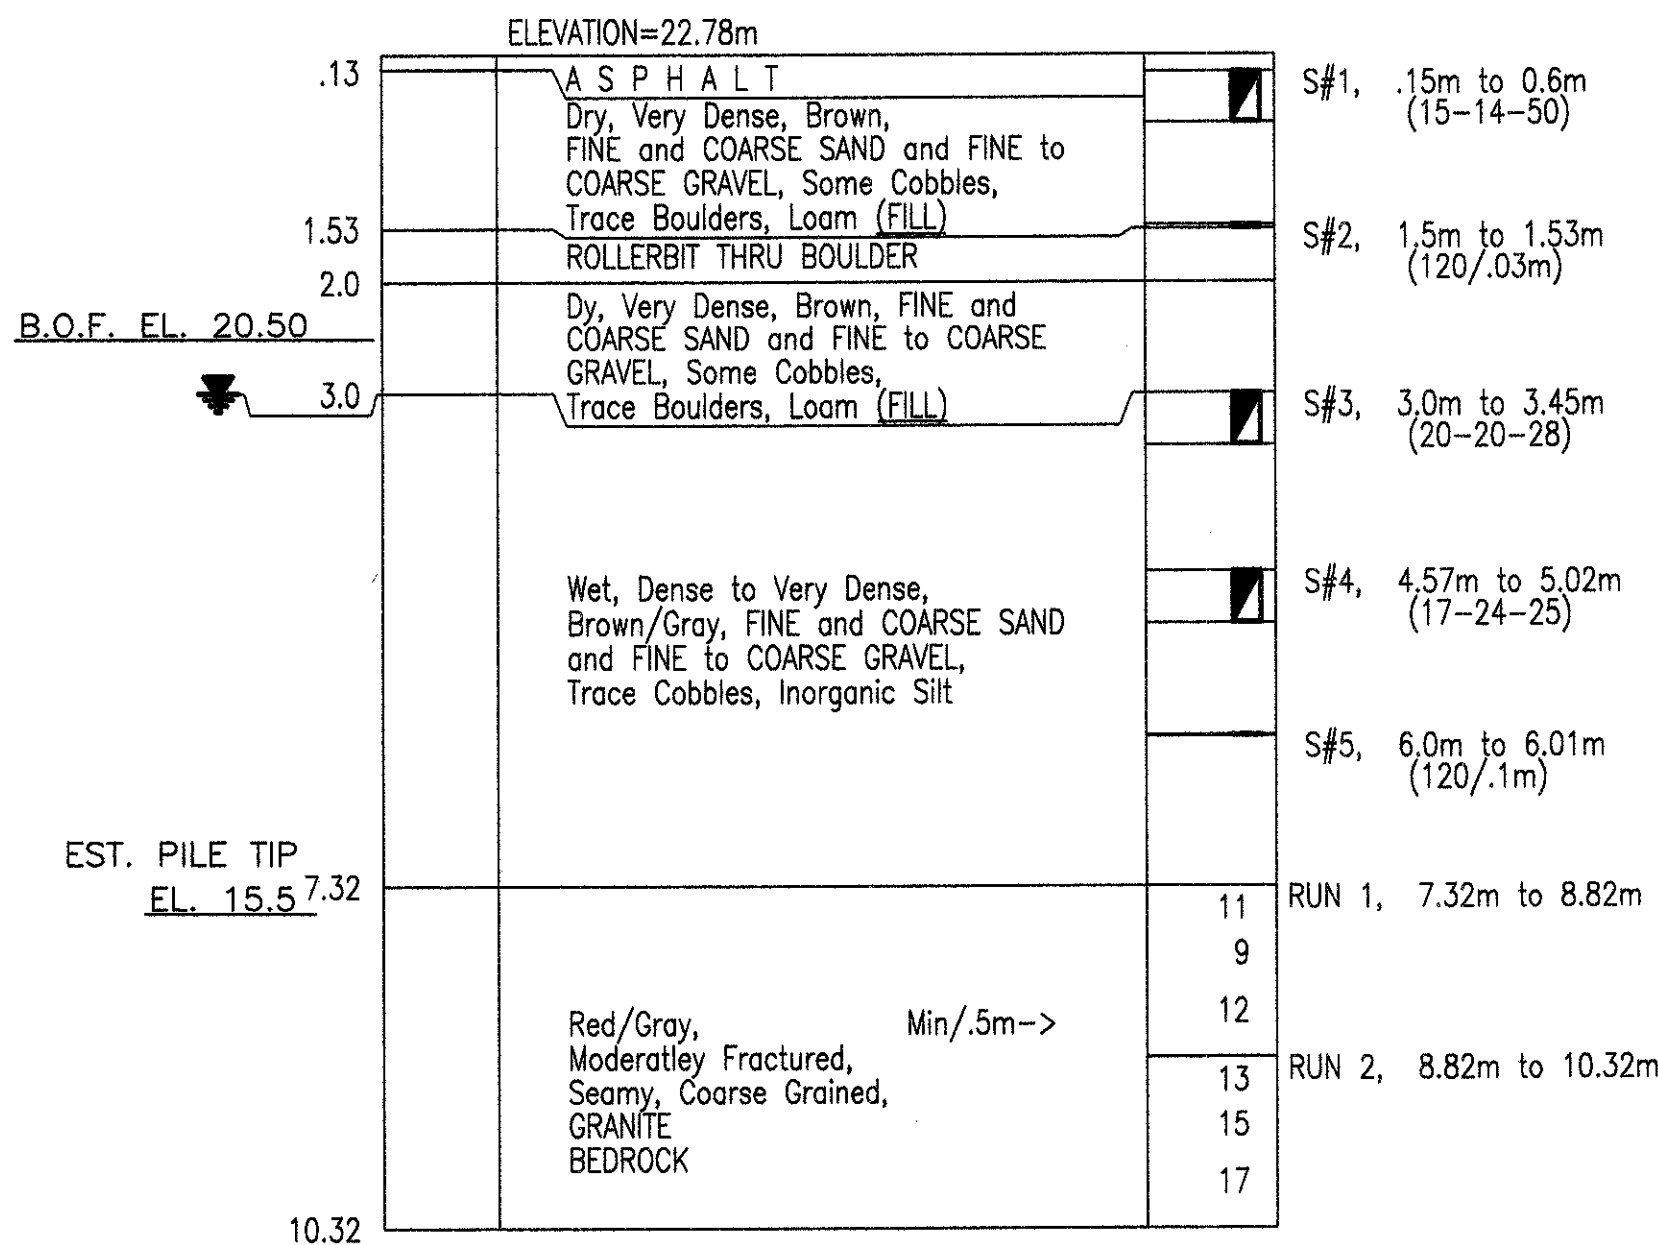 ELEVATION=22.78m
.13
A S P H A L T
S#1, .15m to 0.6m
(15-14-50)
Dry, Very Dense, Brown,
FINE and COARSE SAND and FINE to
COARSE GRAVEL, Some Cobbles,
Trace Boulders, Loam (FILL)
1.53
S#2, 1.5m to 1.53m
(120/.03m)
ROLLERBIT THRU BOULDER
2.0
Dy, Very Dense, Brown, FINE and
COARSE SAND and FINE to COARSE
GRAVEL, Some Cobbles,
Trace Boulders, Loam (FILL)
B.O.F. EL. 20.50
3.0
S#3, 3.0m to 3.45m
(20-20-28)
Wet, Dense to Very Dense,
Brown/Gray, FINE and COARSE SAND
and FINE to COARSE GRAVEL,
Trace Cobbles, Inorganic Silt
S#4, 4.57m to 5.02m
(17-24-25)
S#5, 6.0m to 6.01m
(120/.1m)
EST. PILE TIP
EL. 15.5
7.32
RUN 1, 7.32m to 8.82m
11
9
12
Red/Gray,
Moderatley Fractured,
Seamy, Coarse Grained,
GRANITE
BEDROCK
Min/.5m->
RUN 2, 8.82m to 10.32m
13
15
17
10.32